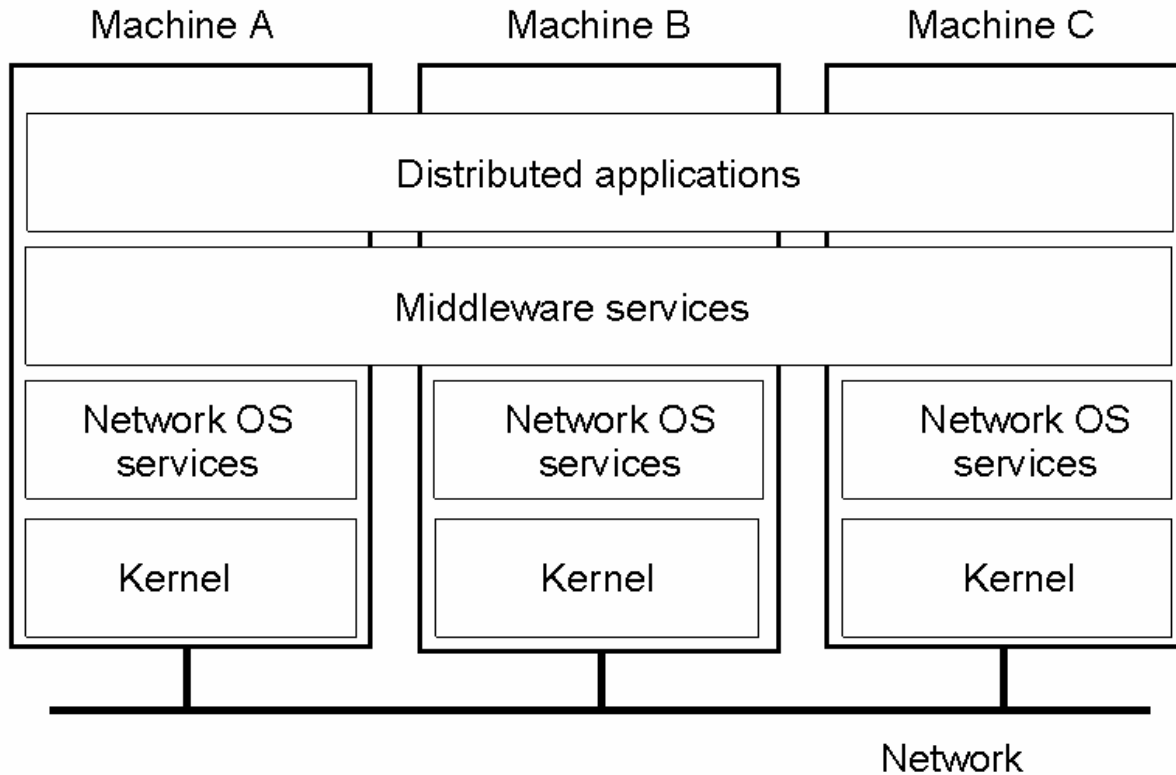 Machine A
Machine B
Machine C
Distributed applications
Middleware services
Network OS
services
Network OS
services
Network OS
services
Kernel
Kernel
Kernel
Network